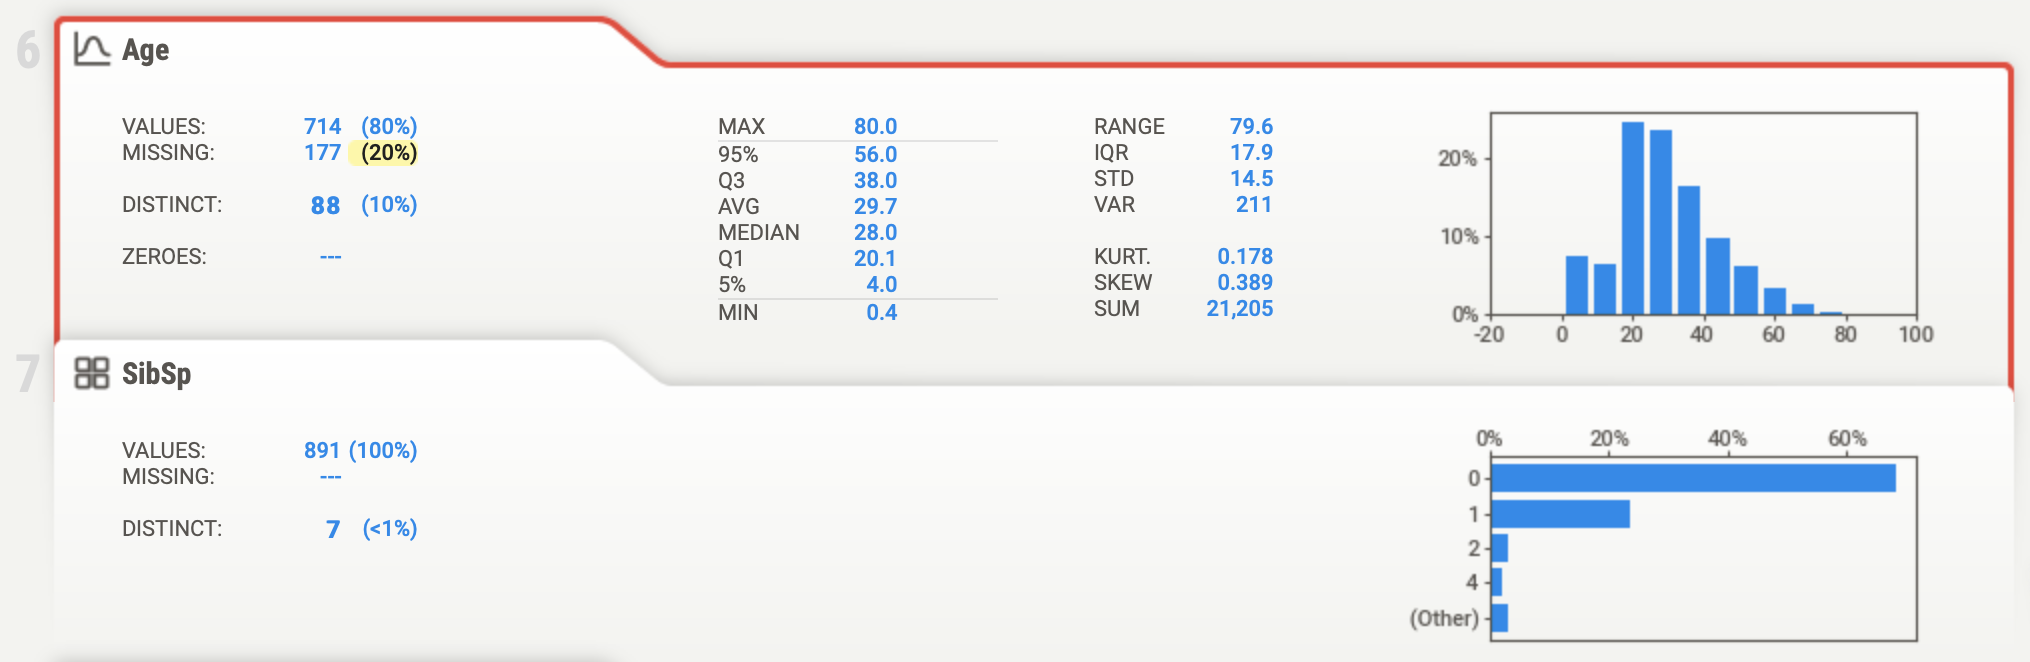 6
Age
VALUES: 714 (80%)
MISSING: 177 (20%)
DISTINCT: 88 (10%)
ZEROES: ---
MAX 80.0
95% 56.0
Q3 38.0
AVG 29.7
MEDIAN 28.0
Q1 20.1
5% 4.0
MIN 0.4
RANGE 79.6
IQR 17.9
STD 14.5
VAR 211
KURT. 0.178
SKEW 0.389
SUM 21,205
20%
10%
0%
-20 0 20 40 60 80 100
7
SibSp
VALUES: 891 (100%)
MISSING: ---
DISTINCT: 7 (<1%)
0% 20% 40% 60%
0
1
2
4
(Other)